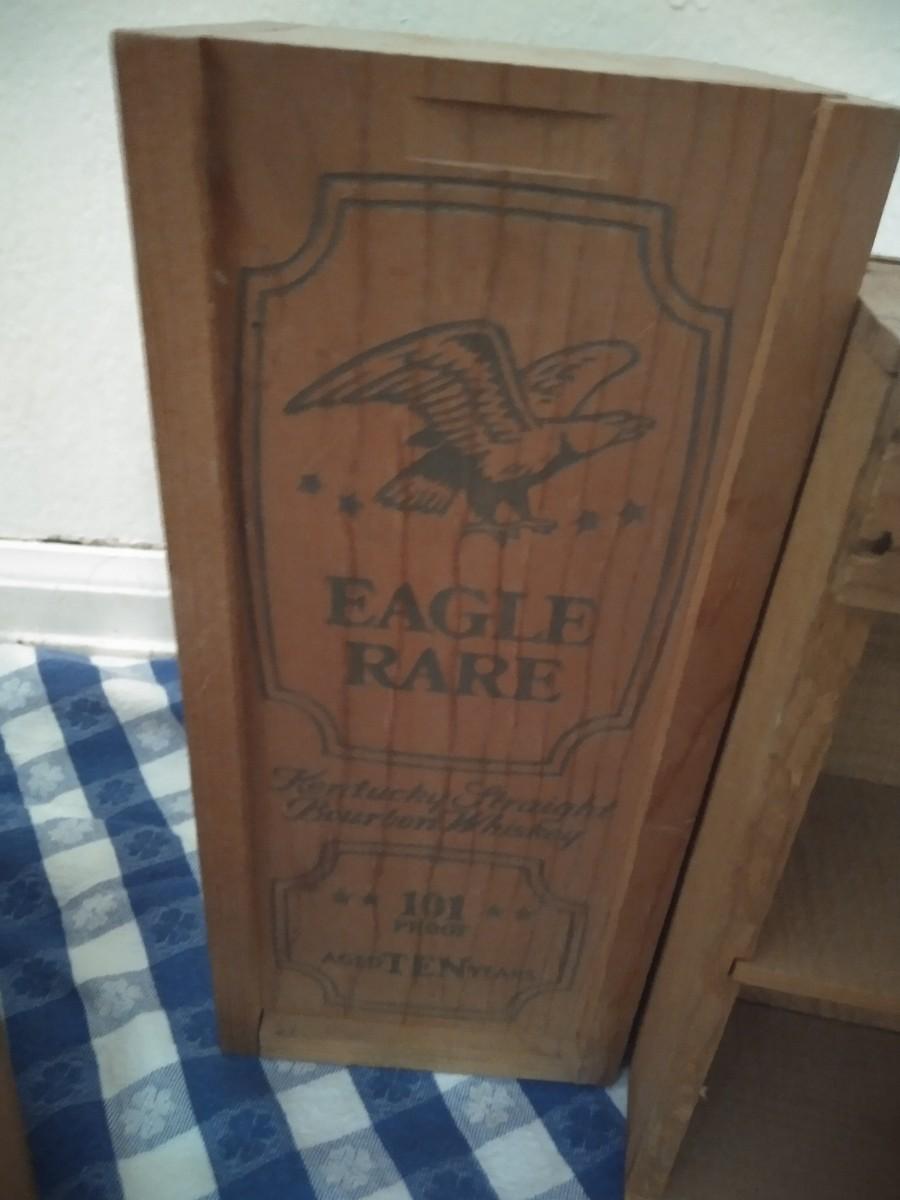 EAGLE
RARE
Kentucky Straight
Bourbon Whiskey
101
PROOF
AGED TEN YEARS